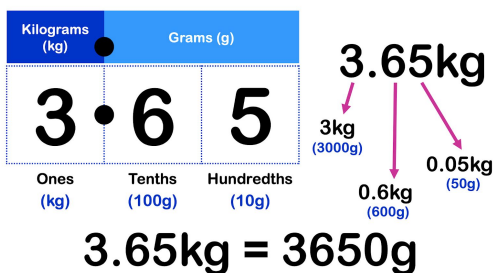 Kilograms
(kg)
Grams (g)
3 • 6 5
Ones
(kg)
Tenths
(100g)
Hundredths
(10g)
3.65kg
3kg
(3000g)
0.6kg
(600g)
0.05kg
(50g)
3.65kg = 3650g